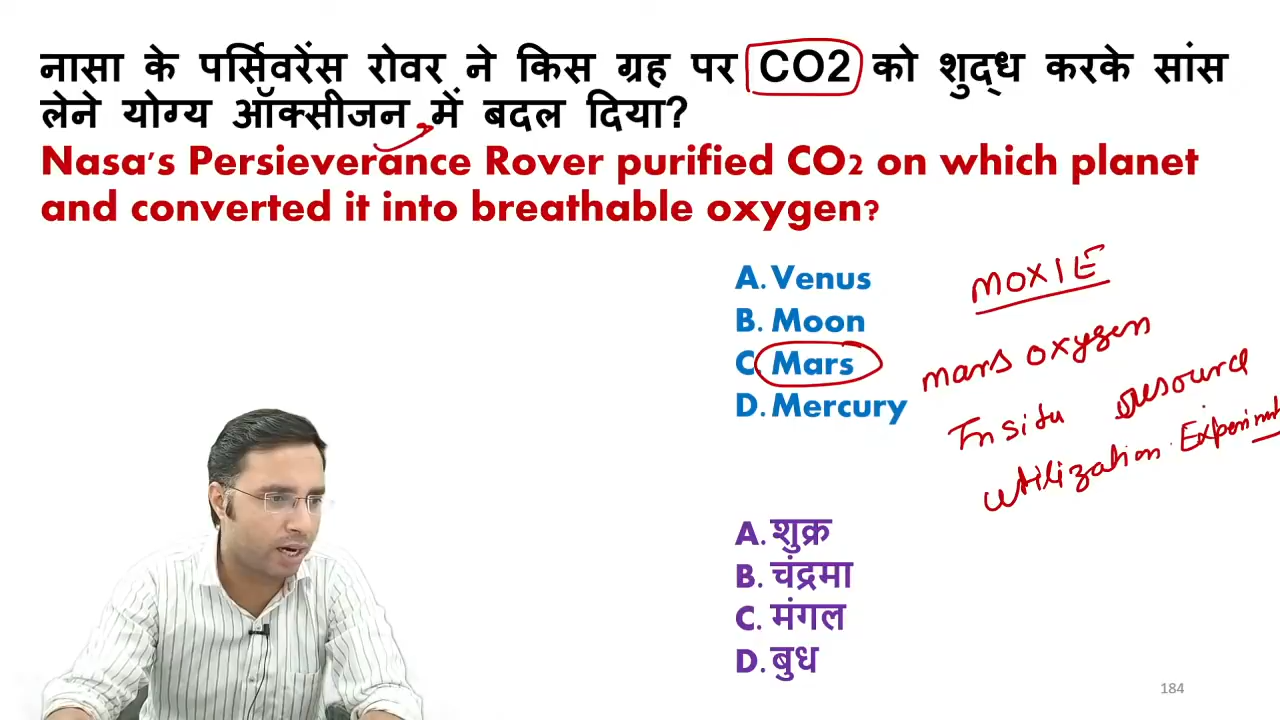 नासा के पर्सिवरेंस रोवर ने किस ग्रह पर CO2 को शुद्ध करके सांस
लेने योग्य ऑक्सीजन में बदल दिया?
Nasa's Persieverance Rover purified CO2 on which planet
and converted it into breathable oxygen?
A. Venus
B. Moon
C. Mars
D. Mercury
MOXIE
mars oxygen
Insitu resource
utilization Experiment
A. शुक्र
B. चंद्रमा
C. मंगल
D. बुध
184